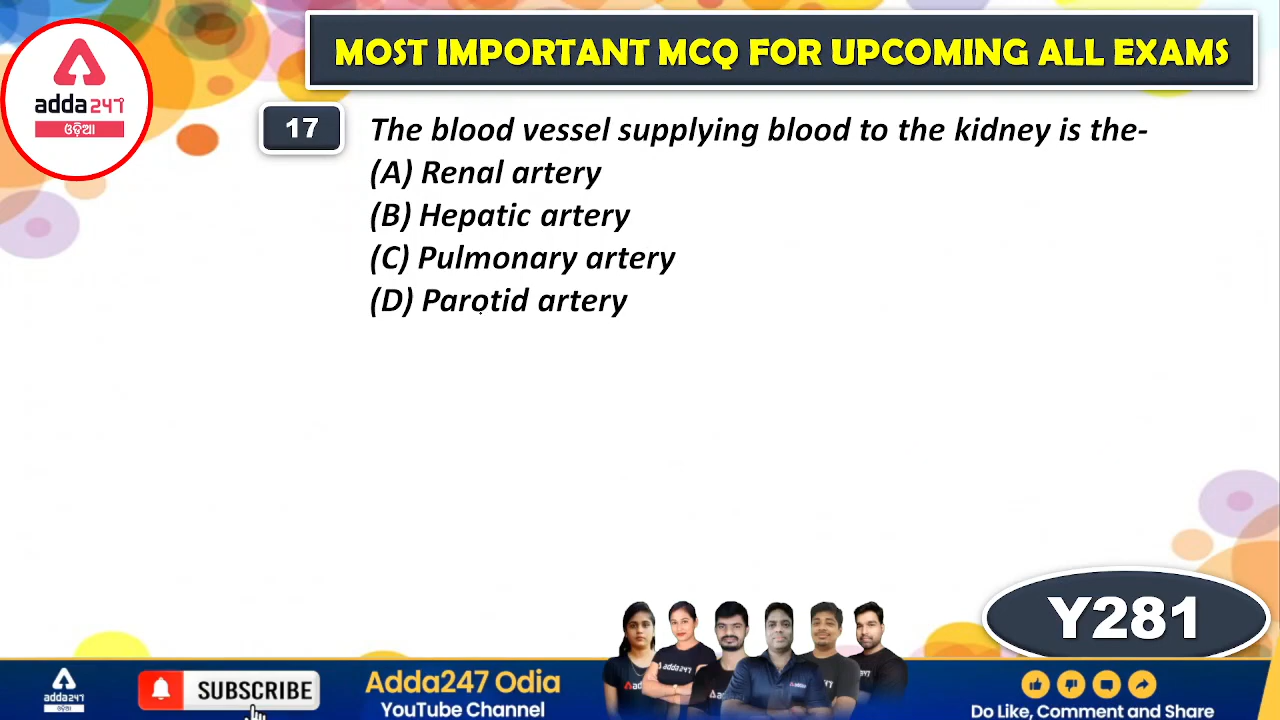 MOST IMPORTANT MCQ FOR UPCOMING ALL EXAMS
adda247
ଓଡ଼ିଆ
17
The blood vessel supplying blood to the kidney is the-
(A) Renal artery
(B) Hepatic artery
(C) Pulmonary artery
(D) Parotid artery
Y281
adda247
ଓଡ଼ିଆ
SUBSCRIBE
Adda247 Odia
YouTube Channel
adda247
Do Like, Comment and Share